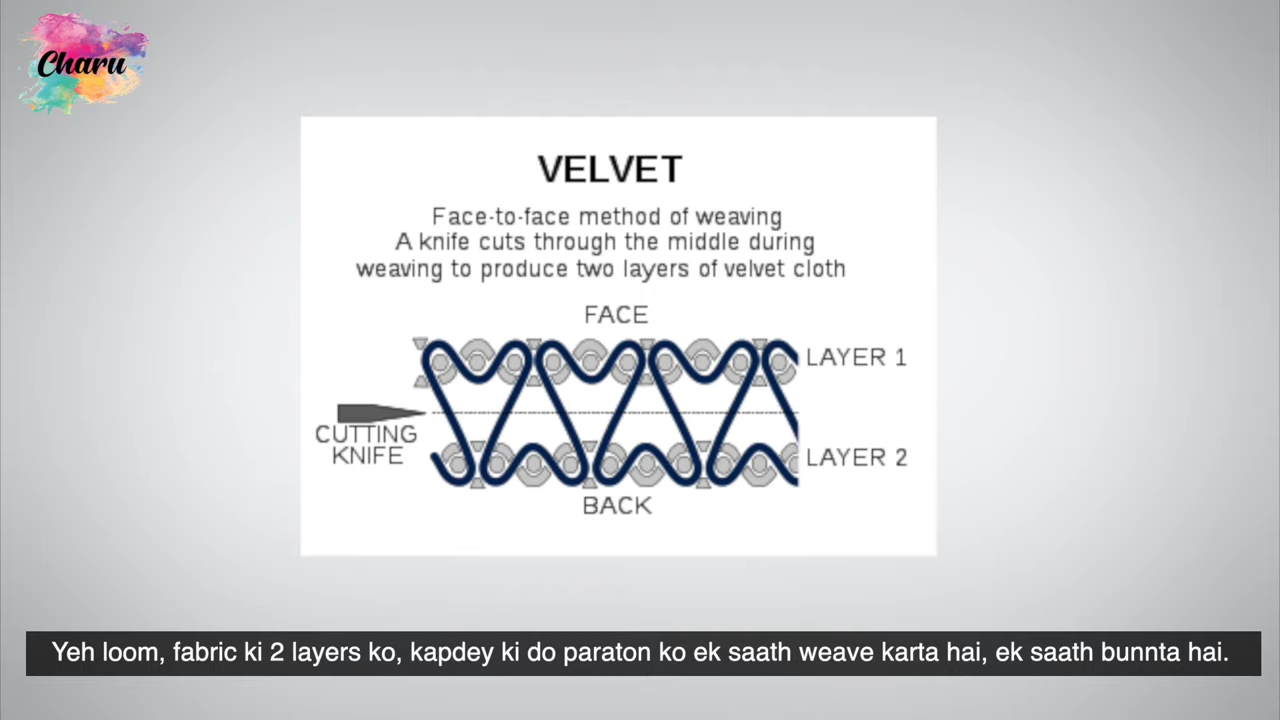 Charu
VELVET
Face-to-face method of weaving
A knife cuts through the middle during
weaving to produce two layers of velvet cloth
FACE
LAYER 1
CUTTING
KNIFE
LAYER 2
BACK
Yeh loom, fabric ki 2 layers ko, kapdey ki do paraton ko ek saath weave karta hai, ek saath bunnta hai.